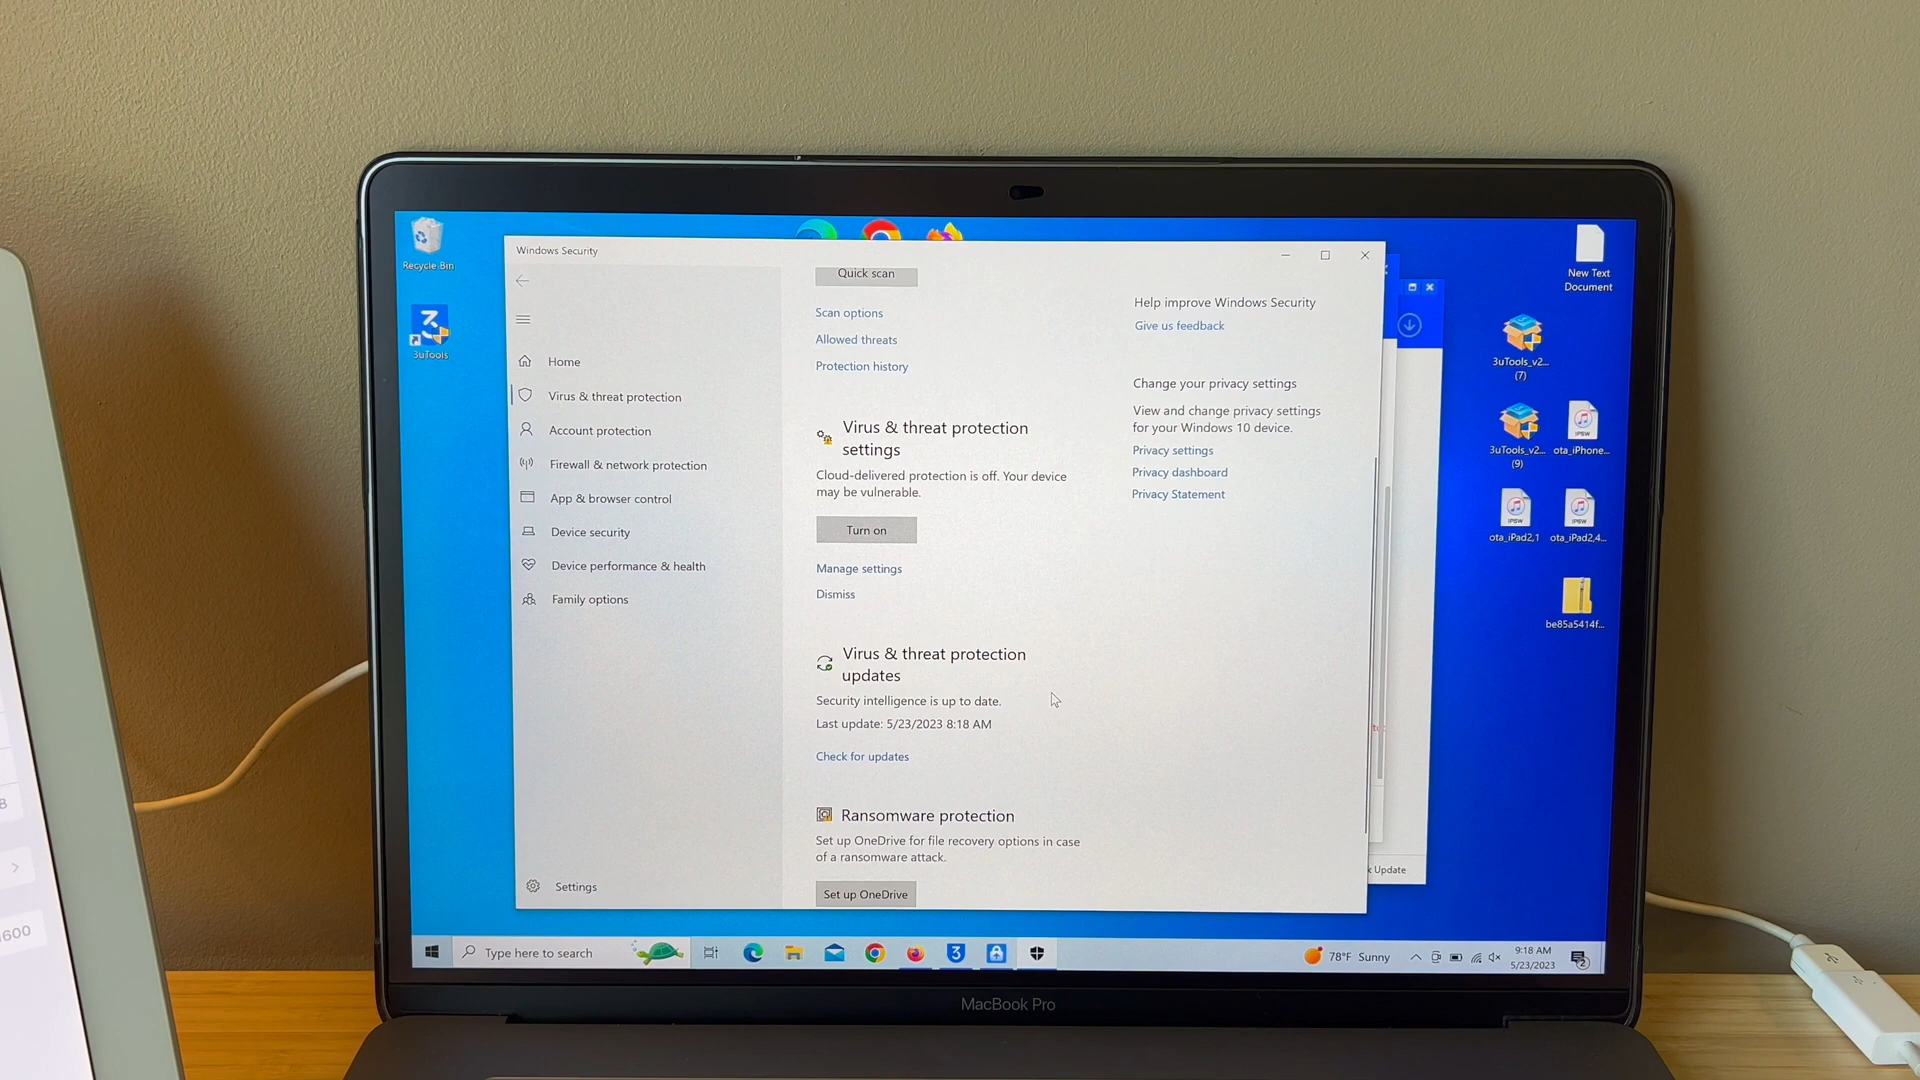 Recycle Bin
3uTools
Windows Security
Home
Virus & threat protection
Account protection
Firewall & network protection
App & browser control
Device security
Device performance & health
Family options
Settings
Quick scan
Scan options
Allowed threats
Protection history
Virus & threat protection
settings
Cloud-delivered protection is off. Your device
may be vulnerable.
Turn on
Manage settings
Dismiss
Virus & threat protection
updates
Security intelligence is up to date.
Last update: 5/23/2023 8:18 AM
Check for updates
Ransomware protection
Set up OneDrive for file recovery options in case
of a ransomware attack.
Set up OneDrive
Help improve Windows Security
Give us feedback
Change your privacy settings
View and change privacy settings
for your Windows 10 device.
Privacy settings
Privacy dashboard
Privacy Statement
Update
New Text
Document
3uTools_v2...
(7)
3uTools_v2...
(9)
IPSW
ota_iPhone...
IPSW
ota_iPad2,1
IPSW
ota_iPad2,4...
be85a5414f...
Type here to search
3
78°F Sunny
9:18 AM
5/23/2023
2
MacBook Pro
8
600